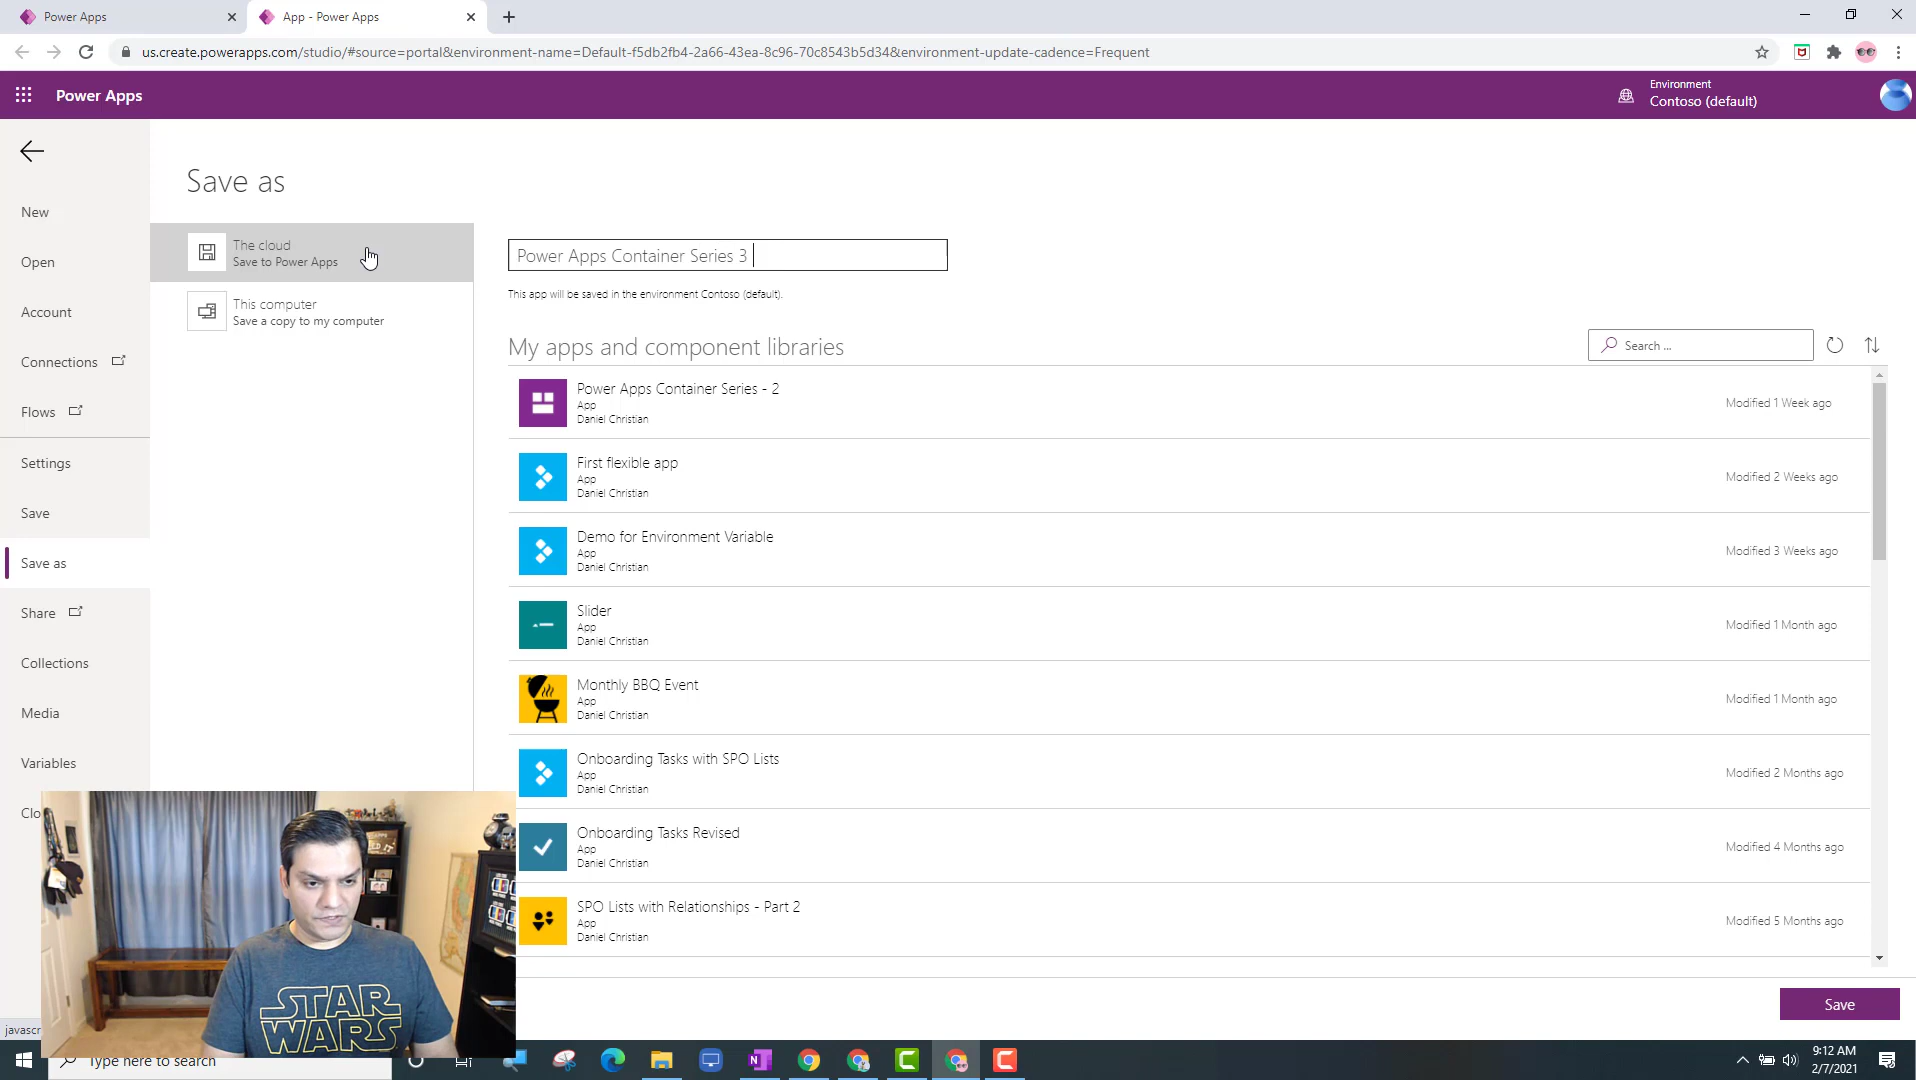 Power Apps
App - Power Apps
us.create.powerapps.com/studio/#source=portal&environment-name=Default-f5db2fb4-2a66-43ea-8c96-70c8543b5d34&environment-update-cadence=Frequent
Power Apps
Environment
Contoso (default)
Save as
New
Open
Account
Connections
Flows
Settings
Save
Save as
Share
Collections
Media
Variables
Clo
The cloud
Save to Power Apps
This computer
Save a copy to my computer
Power Apps Container Series 3
This app will be saved in the environment Contoso (default).
My apps and component libraries
Search ...
Power Apps Container Series - 2
App
Daniel Christian
Modified 1 Week ago
First flexible app
App
Daniel Christian
Modified 2 Weeks ago
Demo for Environment Variable
App
Daniel Christian
Modified 3 Weeks ago
Slider
App
Daniel Christian
Modified 1 Month ago
Monthly BBQ Event
App
Daniel Christian
Modified 1 Month ago
Onboarding Tasks with SPO Lists
App
Daniel Christian
Modified 2 Months ago
Onboarding Tasks Revised
App
Daniel Christian
Modified 4 Months ago
SPO Lists with Relationships - Part 2
App
Daniel Christian
Modified 5 Months ago
Save
STAR
WARS
javascr
Type here to search
9:12 AM
2/7/2021